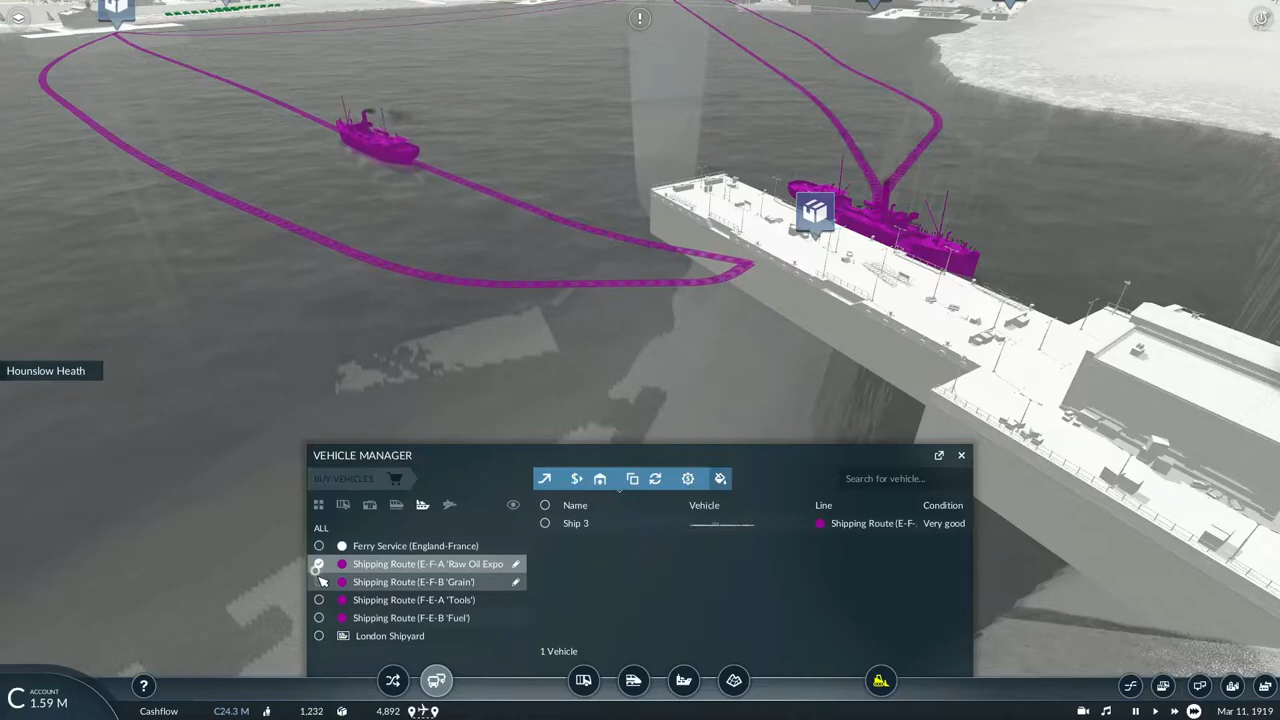 Hounslow Heath
VEHICLE MANAGER
BUY VEHICLES
Search for vehicle...
Name Vehicle Line Condition
Ship 3 Shipping Route (E-F- Very good
ALL
Ferry Service (England-France)
Shipping Route (E-F-A 'Raw Oil Expo
Shipping Route (E-F-B 'Grain')
Shipping Route (F-E-A 'Tools')
Shipping Route (F-E-B 'Fuel')
London Shipyard
1 Vehicle
ACCOUNT
C 1.59 M
?
Cashflow C24.3 M 1,232 4,892 Mar 11, 1919